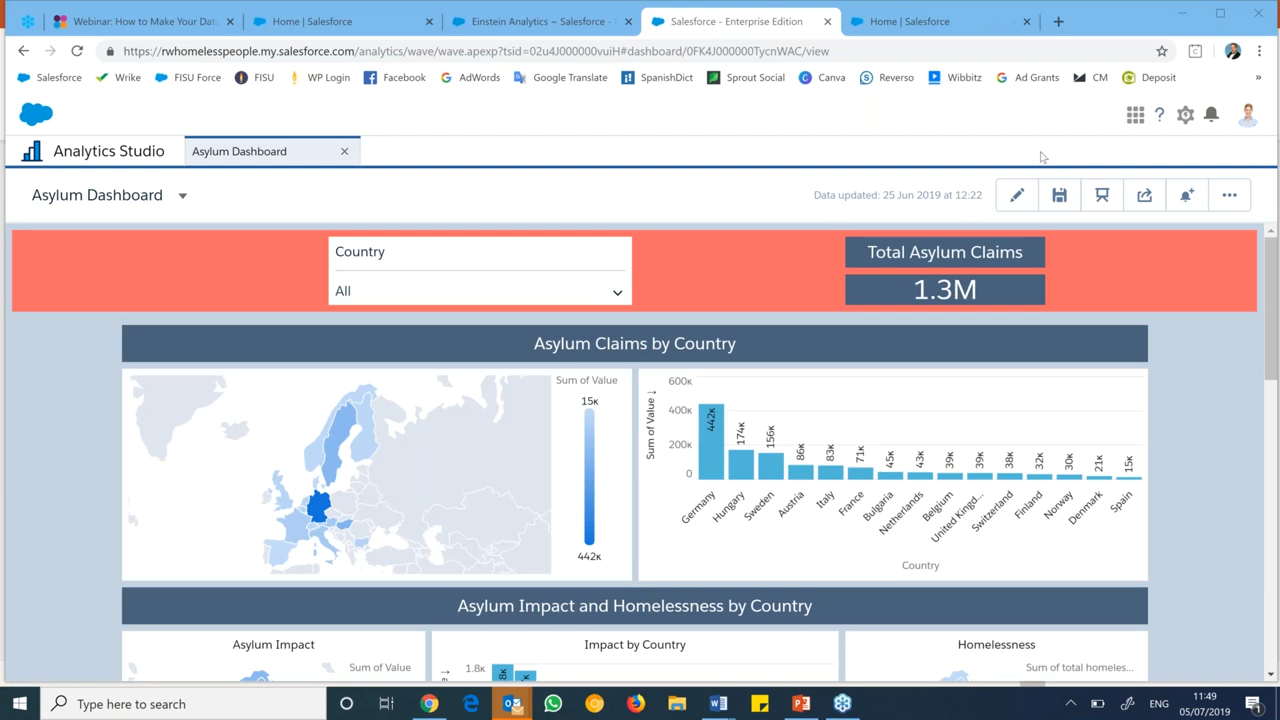 Webinar: How to Make Your Data
Home | Salesforce
Einstein Analytics ~ Salesforce -
Salesforce - Enterprise Edition
Home | Salesforce
https://rwhomelesspeople.my.salesforce.com/analytics/wave/wave.apexp?tsid=02u4J000000vuiH#dashboard/0FK4J000000TycnWAC/view
Salesforce
Wrike
FISU Force
FISU
WP Login
Facebook
AdWords
Google Translate
SpanishDict
Sprout Social
Canva
Reverso
Wibbitz
Ad Grants
CM
Deposit
»
Analytics Studio
Asylum Dashboard
Asylum Dashboard
Data updated: 25 Jun 2019 at 12:22
Country
All
Total Asylum Claims
1.3M
Asylum Claims by Country
Sum of Value
15K
442K
Sum of Value ↓
600K
400K
200K
0
442K
174K
156K
86K
83K
71K
45K
43K
39K
39K
38K
32K
30K
21K
15K
Germany
Hungary
Sweden
Austria
Italy
France
Bulgaria
Netherlands
Belgium
United Kingd...
Switzerland
Finland
Norway
Denmark
Spain
Country
Asylum Impact and Homelessness by Country
Asylum Impact
Sum of Value
Impact by Country
1.8K
Homelessness
Sum of total homeles...
Type here to search
ENG
11:49
05/07/2019